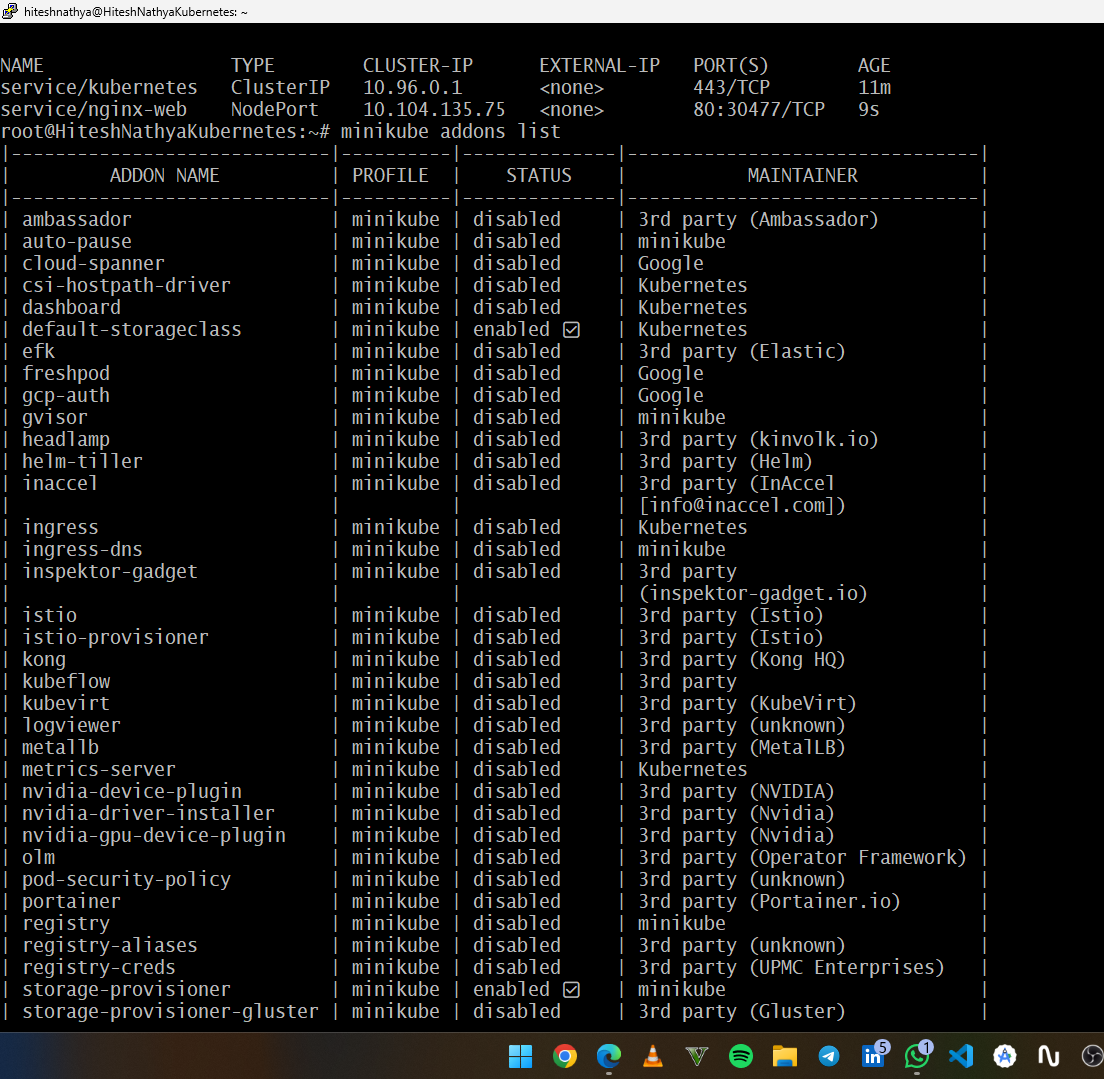 hiteshnathya@HiteshNathyaKubernetes: ~
NAME TYPE CLUSTER-IP EXTERNAL-IP PORT(S) AGE
service/kubernetes ClusterIP 10.96.0.1 <none> 443/TCP 11m
service/nginx-web NodePort 10.104.135.75 <none> 80:30477/TCP 9s
root@HiteshNathyaKubernetes:~# minikube addons list
|-----------------------------|----------|--------------|--------------------------------|
| ADDON NAME | PROFILE | STATUS | MAINTAINER |
|-----------------------------|----------|--------------|--------------------------------|
| ambassador | minikube | disabled | 3rd party (Ambassador) |
| auto-pause | minikube | disabled | minikube |
| cloud-spanner | minikube | disabled | Google |
| csi-hostpath-driver | minikube | disabled | Kubernetes |
| dashboard | minikube | disabled | Kubernetes |
| default-storageclass | minikube | enabled ☑ | Kubernetes |
| efk | minikube | disabled | 3rd party (Elastic) |
| freshpod | minikube | disabled | Google |
| gcp-auth | minikube | disabled | Google |
| gvisor | minikube | disabled | minikube |
| headlamp | minikube | disabled | 3rd party (kinvolk.io) |
| helm-tiller | minikube | disabled | 3rd party (Helm) |
| inaccel | minikube | disabled | 3rd party (InAccel |
| | | | [info@inaccel.com]) |
| ingress | minikube | disabled | Kubernetes |
| ingress-dns | minikube | disabled | minikube |
| inspektor-gadget | minikube | disabled | 3rd party |
| | | | (inspektor-gadget.io) |
| istio | minikube | disabled | 3rd party (Istio) |
| istio-provisioner | minikube | disabled | 3rd party (Istio) |
| kong | minikube | disabled | 3rd party (Kong HQ) |
| kubeflow | minikube | disabled | 3rd party |
| kubevirt | minikube | disabled | 3rd party (KubeVirt) |
| logviewer | minikube | disabled | 3rd party (unknown) |
| metallb | minikube | disabled | 3rd party (MetalLB) |
| metrics-server | minikube | disabled | Kubernetes |
| nvidia-device-plugin | minikube | disabled | 3rd party (NVIDIA) |
| nvidia-driver-installer | minikube | disabled | 3rd party (Nvidia) |
| nvidia-gpu-device-plugin | minikube | disabled | 3rd party (Nvidia) |
| olm | minikube | disabled | 3rd party (Operator Framework) |
| pod-security-policy | minikube | disabled | 3rd party (unknown) |
| portainer | minikube | disabled | 3rd party (Portainer.io) |
| registry | minikube | disabled | minikube |
| registry-aliases | minikube | disabled | 3rd party (unknown) |
| registry-creds | minikube | disabled | 3rd party (UPMC Enterprises) |
| storage-provisioner | minikube | enabled ☑ | minikube |
| storage-provisioner-gluster | minikube | disabled | 3rd party (Gluster) |
in 5 1